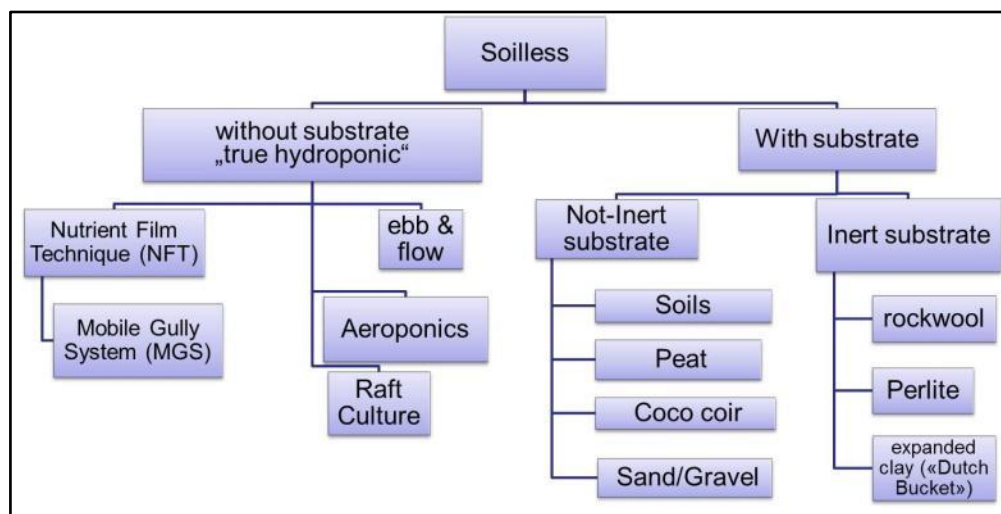 Soilless
without substrate
„true hydroponic“
With substrate
Nutrient Film
Technique (NFT)
ebb &
flow
Not-Inert
substrate
Inert substrate
Mobile Gully
System (MGS)
Aeroponics
Raft
Culture
Soils
Peat
Coco coir
Sand/Gravel
rockwool
Perlite
expanded
clay («Dutch
Bucket»)